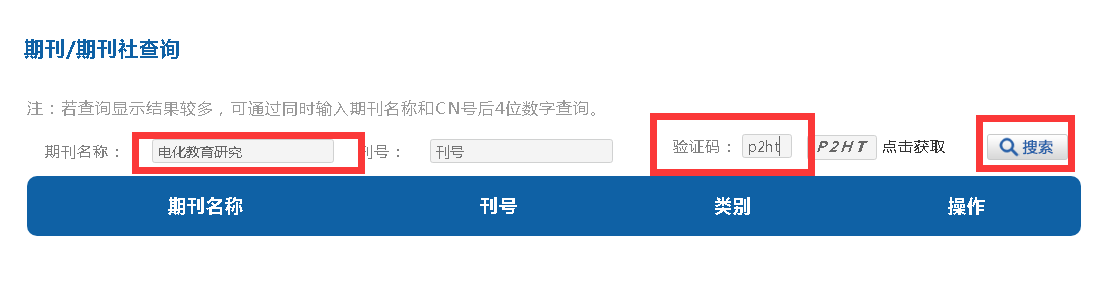 期刊/期刊社查询
注：若查询显示结果较多，可通过同时输入期刊名称和CN号后4位数字查询。
期刊名称： 电化教育研究 刊号： 刊号 验证码： p2ht P2HT 点击获取 搜索
期刊名称 刊号 类别 操作